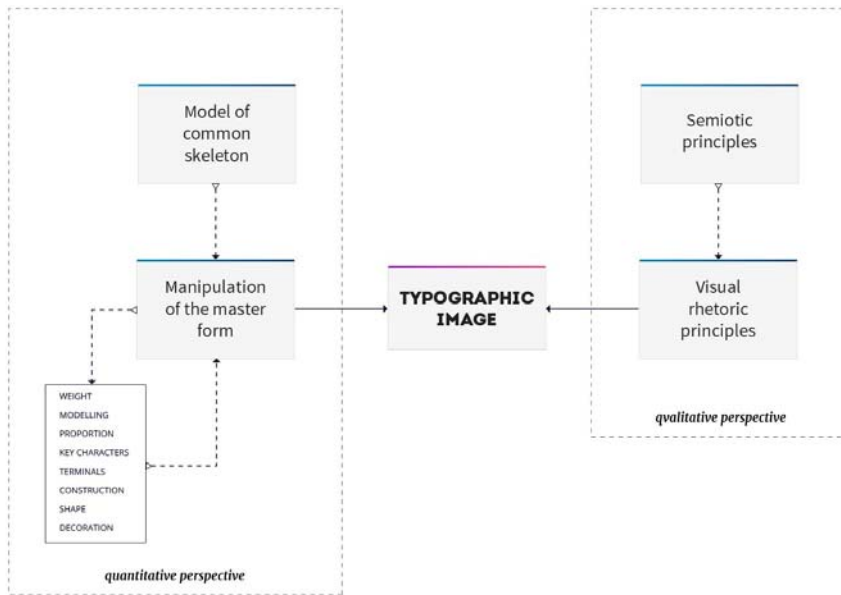 Model of
common
skeleton
Manipulation
of the master
form
WEIGHT
MODELLING
PROPORTION
KEY CHARACTERS
TERMINALS
CONSTRUCTION
SHAPE
DECORATION
quantitative perspective
TYPOGRAPHIC
IMAGE
Semiotic
principles
Visual
rhetoric
principles
qvalitative perspective